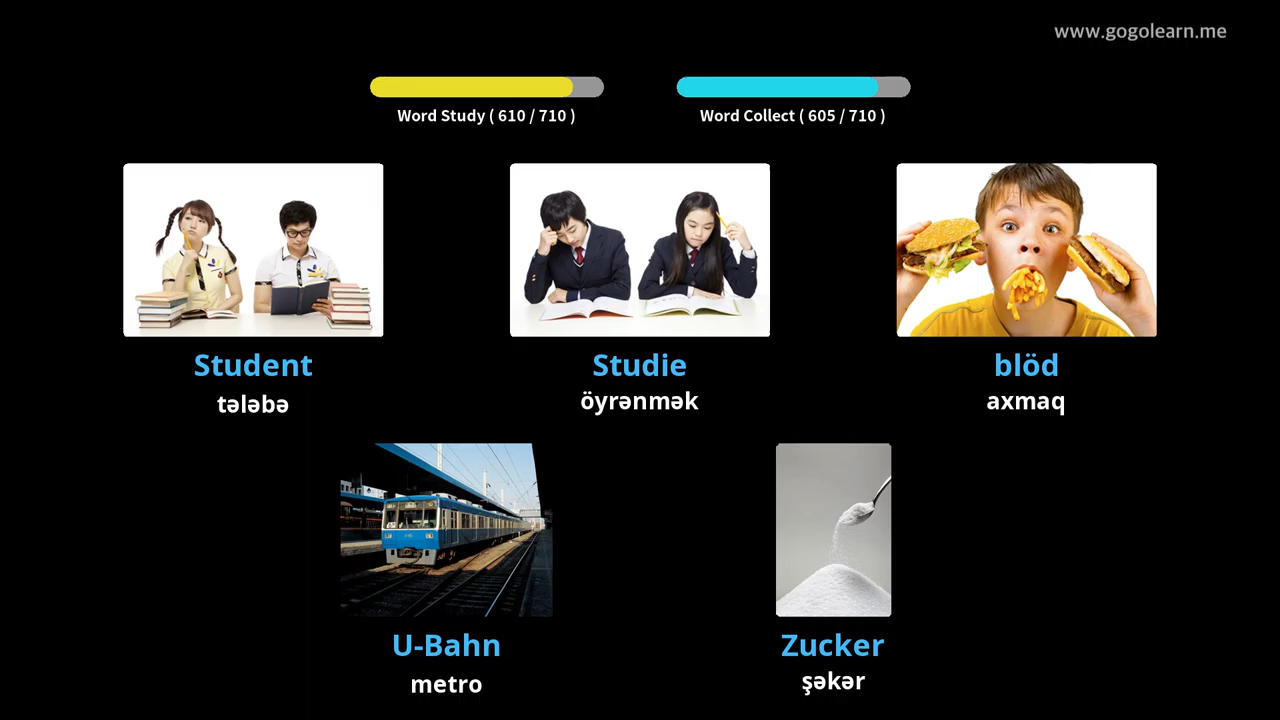 www.gogolearn.me
Word Study ( 610 / 710 )
Word Collect ( 605 / 710 )
Student
Studie
blöd
tələbə
öyrənmək
axmaq
U-Bahn
Zucker
metro
şəkər